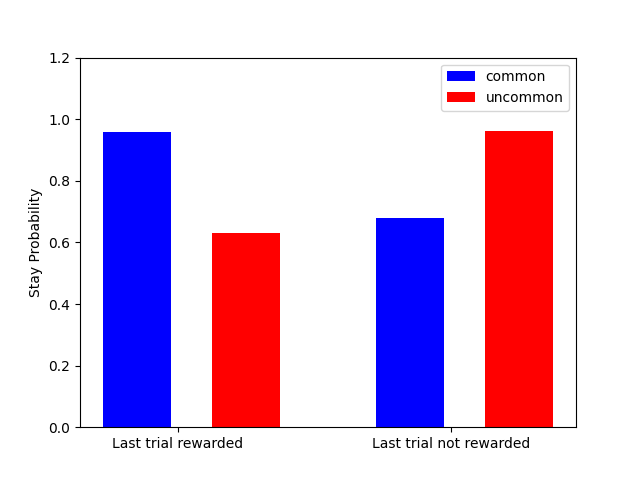 common
uncommon
Stay Probability
1.2
1.0
0.8
0.6
0.4
0.2
0.0
Last trial rewarded
Last trial not rewarded